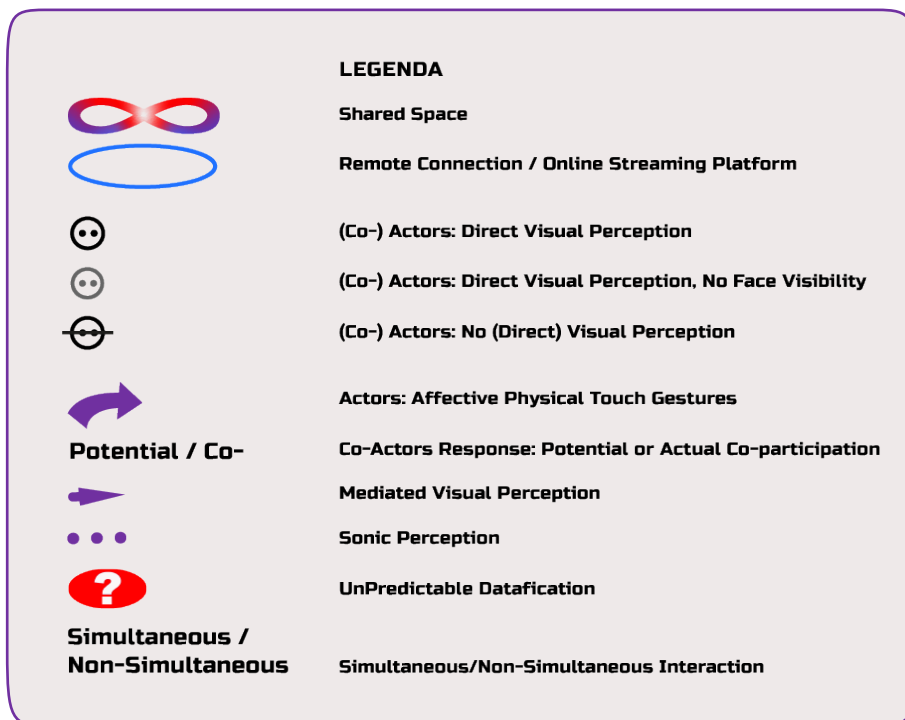 LEGENDA
Shared Space
Remote Connection / Online Streaming Platform
(Co-) Actors: Direct Visual Perception
(Co-) Actors: Direct Visual Perception, No Face Visibility
(Co-) Actors: No (Direct) Visual Perception
Actors: Affective Physical Touch Gestures
Potential / Co-
Co-Actors Response: Potential or Actual Co-participation
Mediated Visual Perception
Sonic Perception
?
UnPredictable Datafication
Simultaneous /
Non-Simultaneous
Simultaneous/Non-Simultaneous Interaction